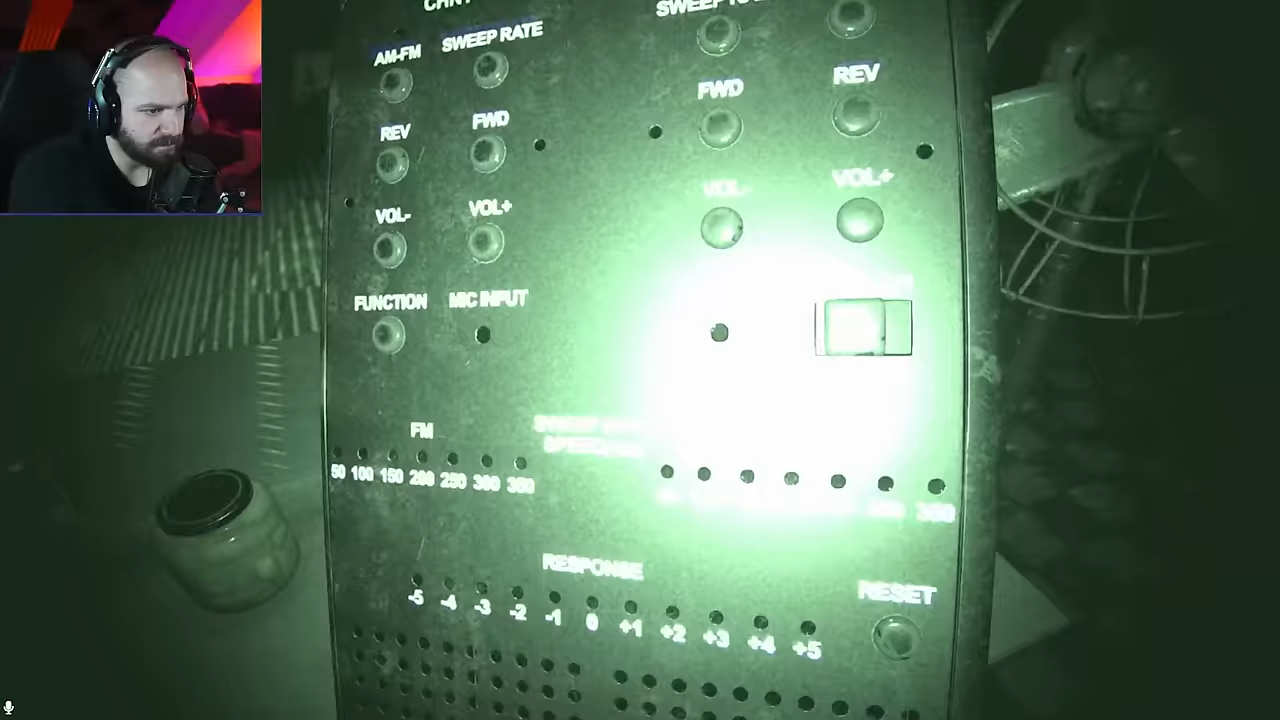 AM-FM
SWEEP RATE
REV
FWD
VOL-
VOL+
FUNCTION
MIC INPUT
FWD
REV
VOL-
VOL+
FM
50 100 150 200 250 300 350
RESPONSE
-5 -4 -3 -2 -1 0 +1 +2 +3 +4 +5
RESET